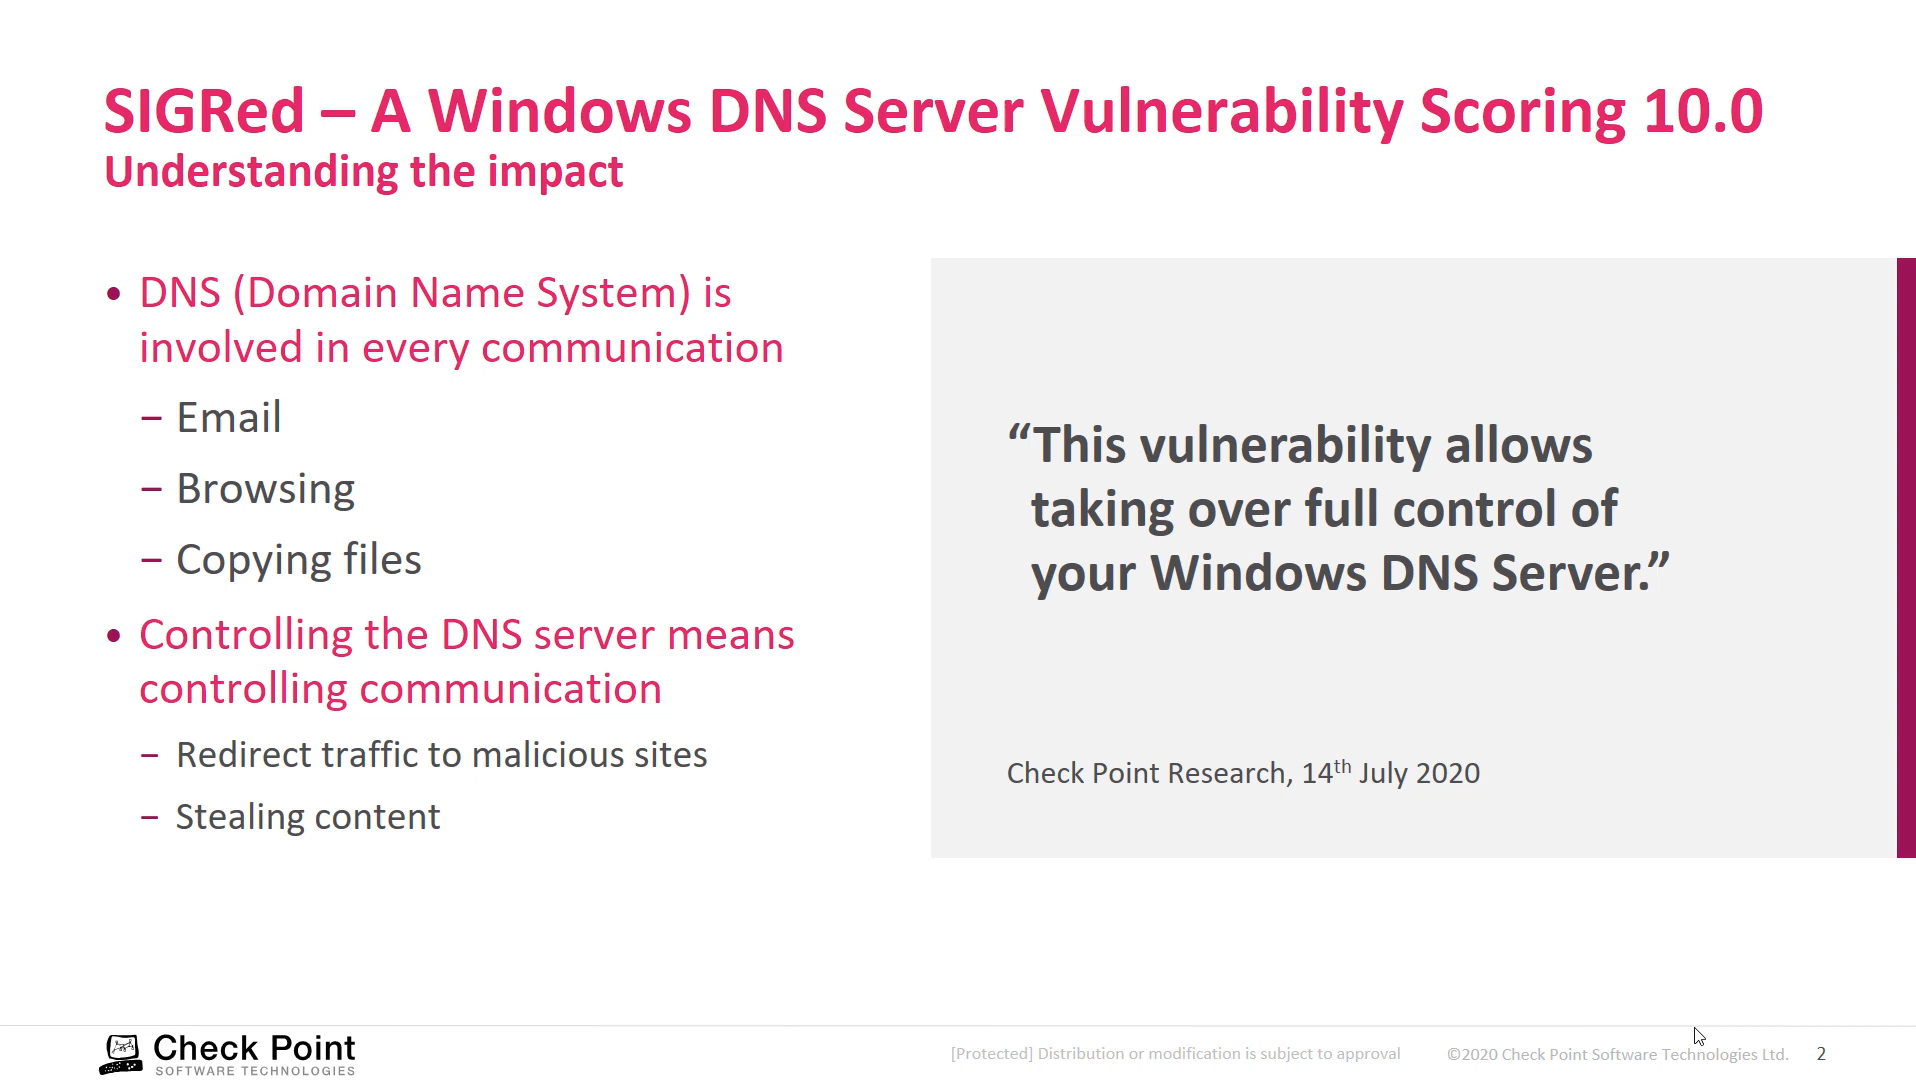 SIGRed – A Windows DNS Server Vulnerability Scoring 10.0
Understanding the impact
• DNS (Domain Name System) is
involved in every communication
– Email
– Browsing
– Copying files
• Controlling the DNS server means
controlling communication
– Redirect traffic to malicious sites
– Stealing content
“This vulnerability allows
taking over full control of
your Windows DNS Server.”
Check Point Research, 14th July 2020
Check Point
SOFTWARE TECHNOLOGIES
[Protected] Distribution or modification is subject to approval
©2020 Check Point Software Technologies Ltd.
2